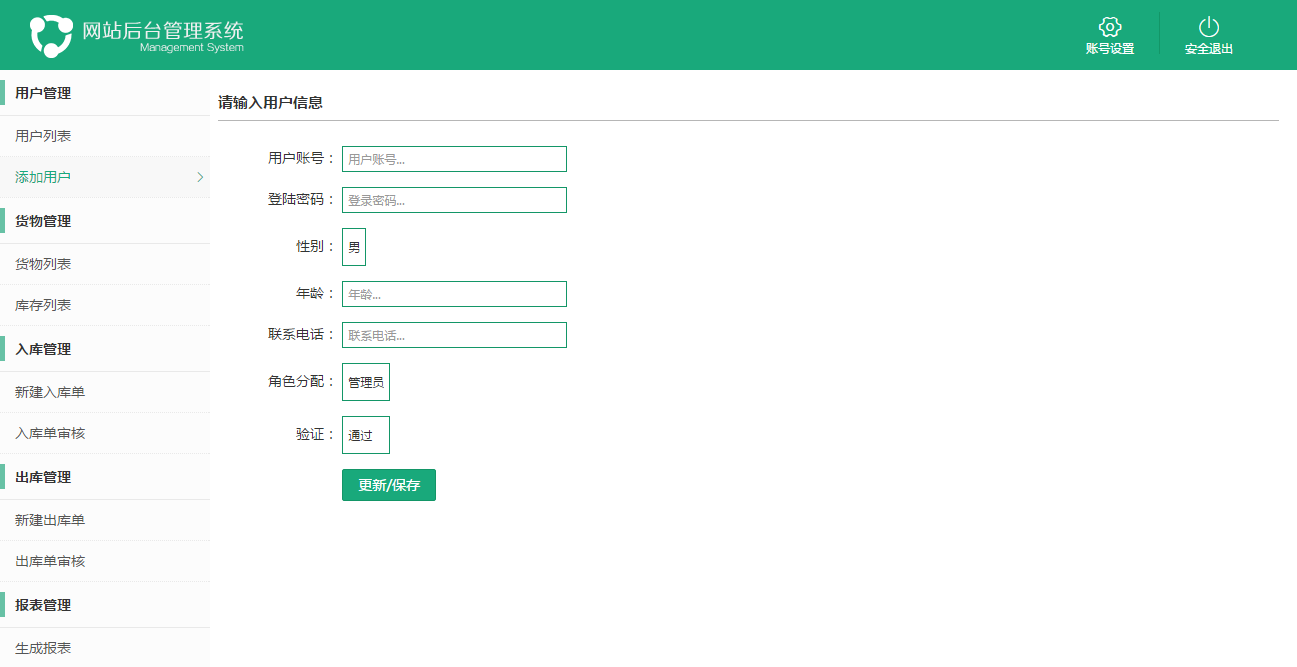 网站后台管理系统
Management System
账号设置
安全退出
用户管理
用户列表
添加用户
货物管理
货物列表
库存列表
入库管理
新建入库单
入库单审核
出库管理
新建出库单
出库单审核
报表管理
生成报表
请输入用户信息
用户账号： 用户账号...
登陆密码： 登录密码...
性别： 男
年龄： 年龄...
联系电话： 联系电话...
角色分配： 管理员
验证： 通过
更新/保存